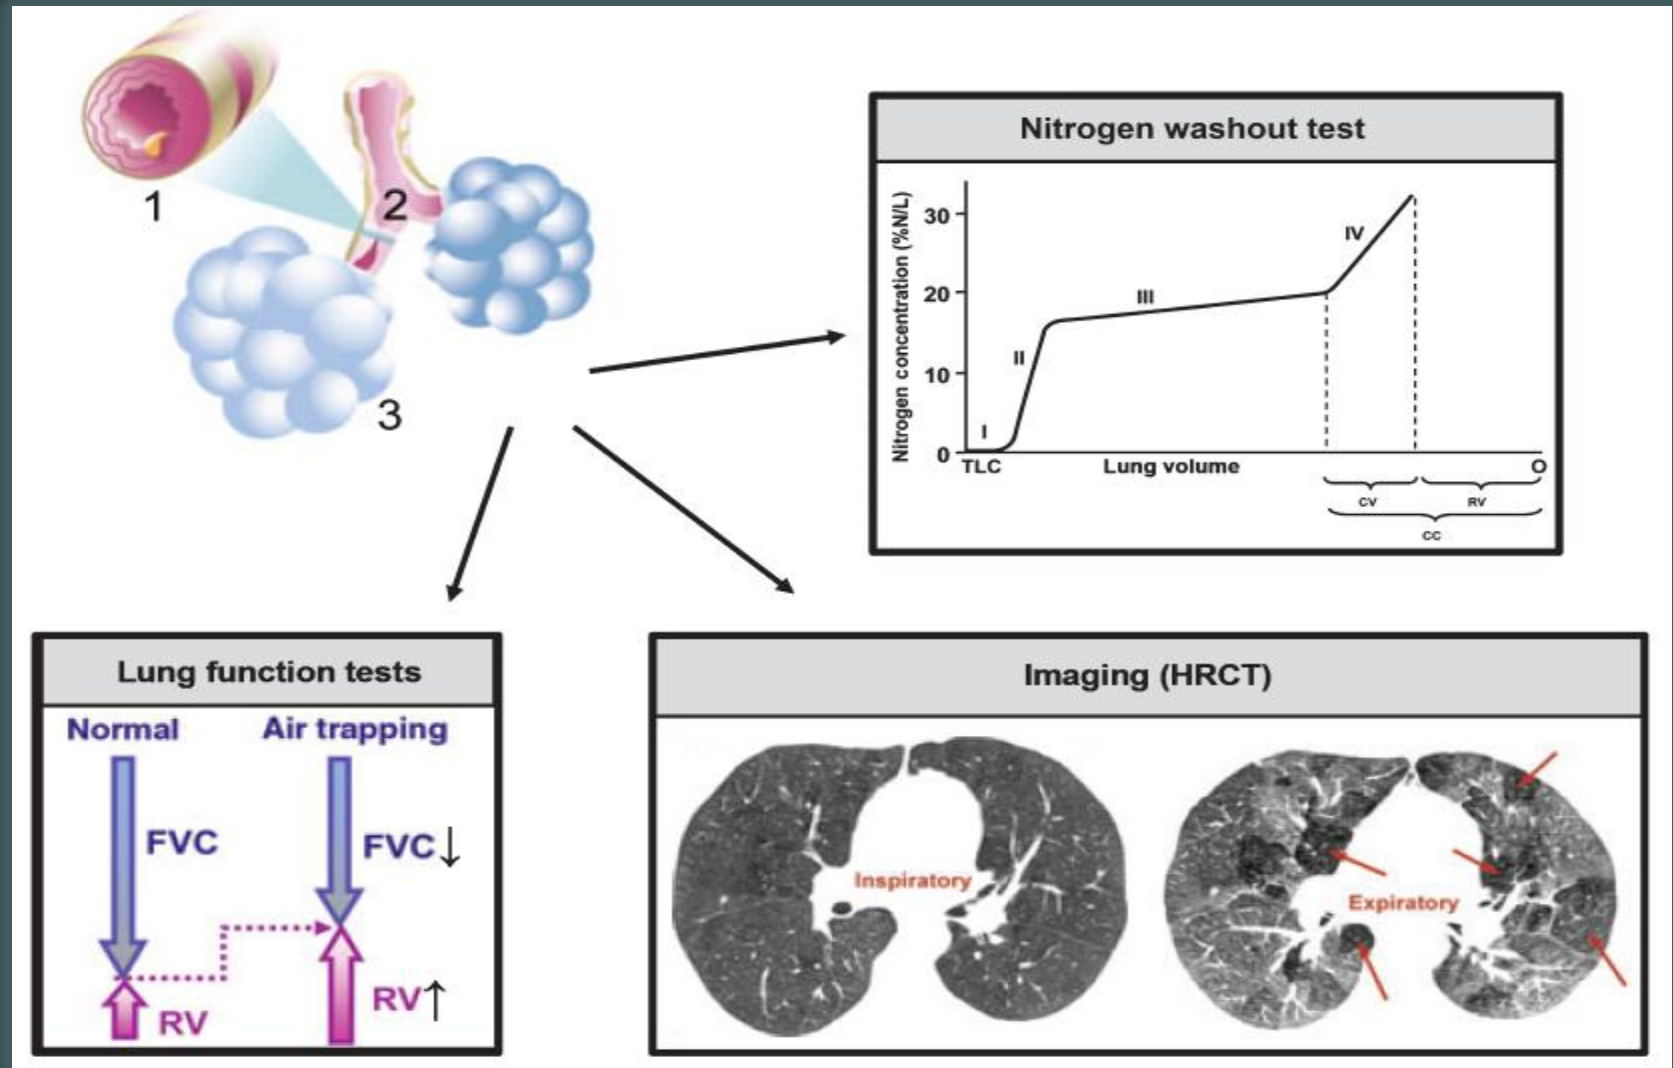 1
2
3
Nitrogen washout test
Nitrogen concentration (%N/L)
30
20
10
0
I
II
III
IV
TLC
Lung volume
O
CV
RV
CC
Lung function tests
Normal
Air trapping
FVC
FVC↓
RV
RV↑
Imaging (HRCT)
Inspiratory
Expiratory